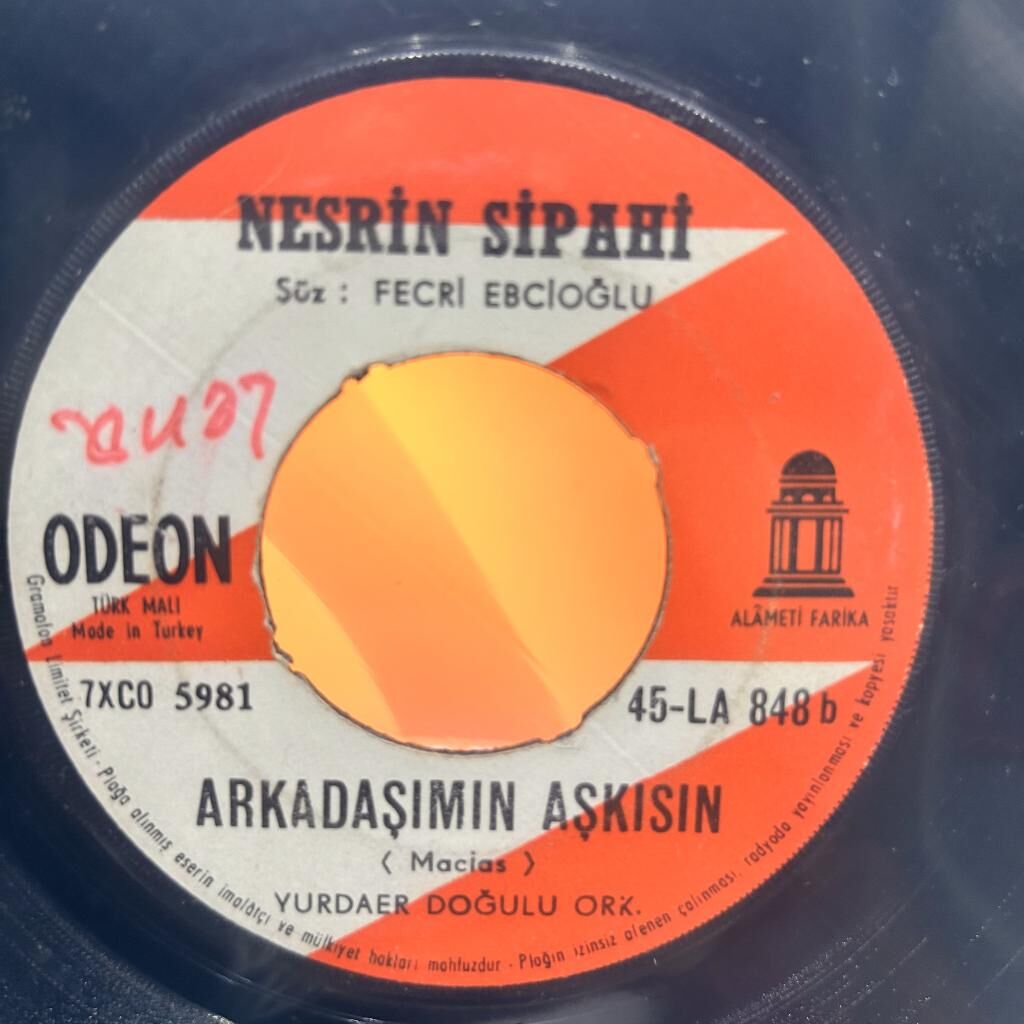 NESRİN SİPAHİ
Söz : FECRİ EBCİOĞLU
Lena
ODEON
TÜRK MALI
Made in Turkey
ALÂMETİ FARİKA
7XCO 5981
45-LA 848 b
ARKADAŞIMIN AŞKISIN
( Macias )
YURDAER DOĞULU ORK.
Gramofon Limitet Şirketi - Plağa alınmış eserin imalâtçı ve mülkiyet hakları mahfuzdur - Plağın izinsiz alenen çalınması, radyoda yayınlanması ve kopyesi yasaktır